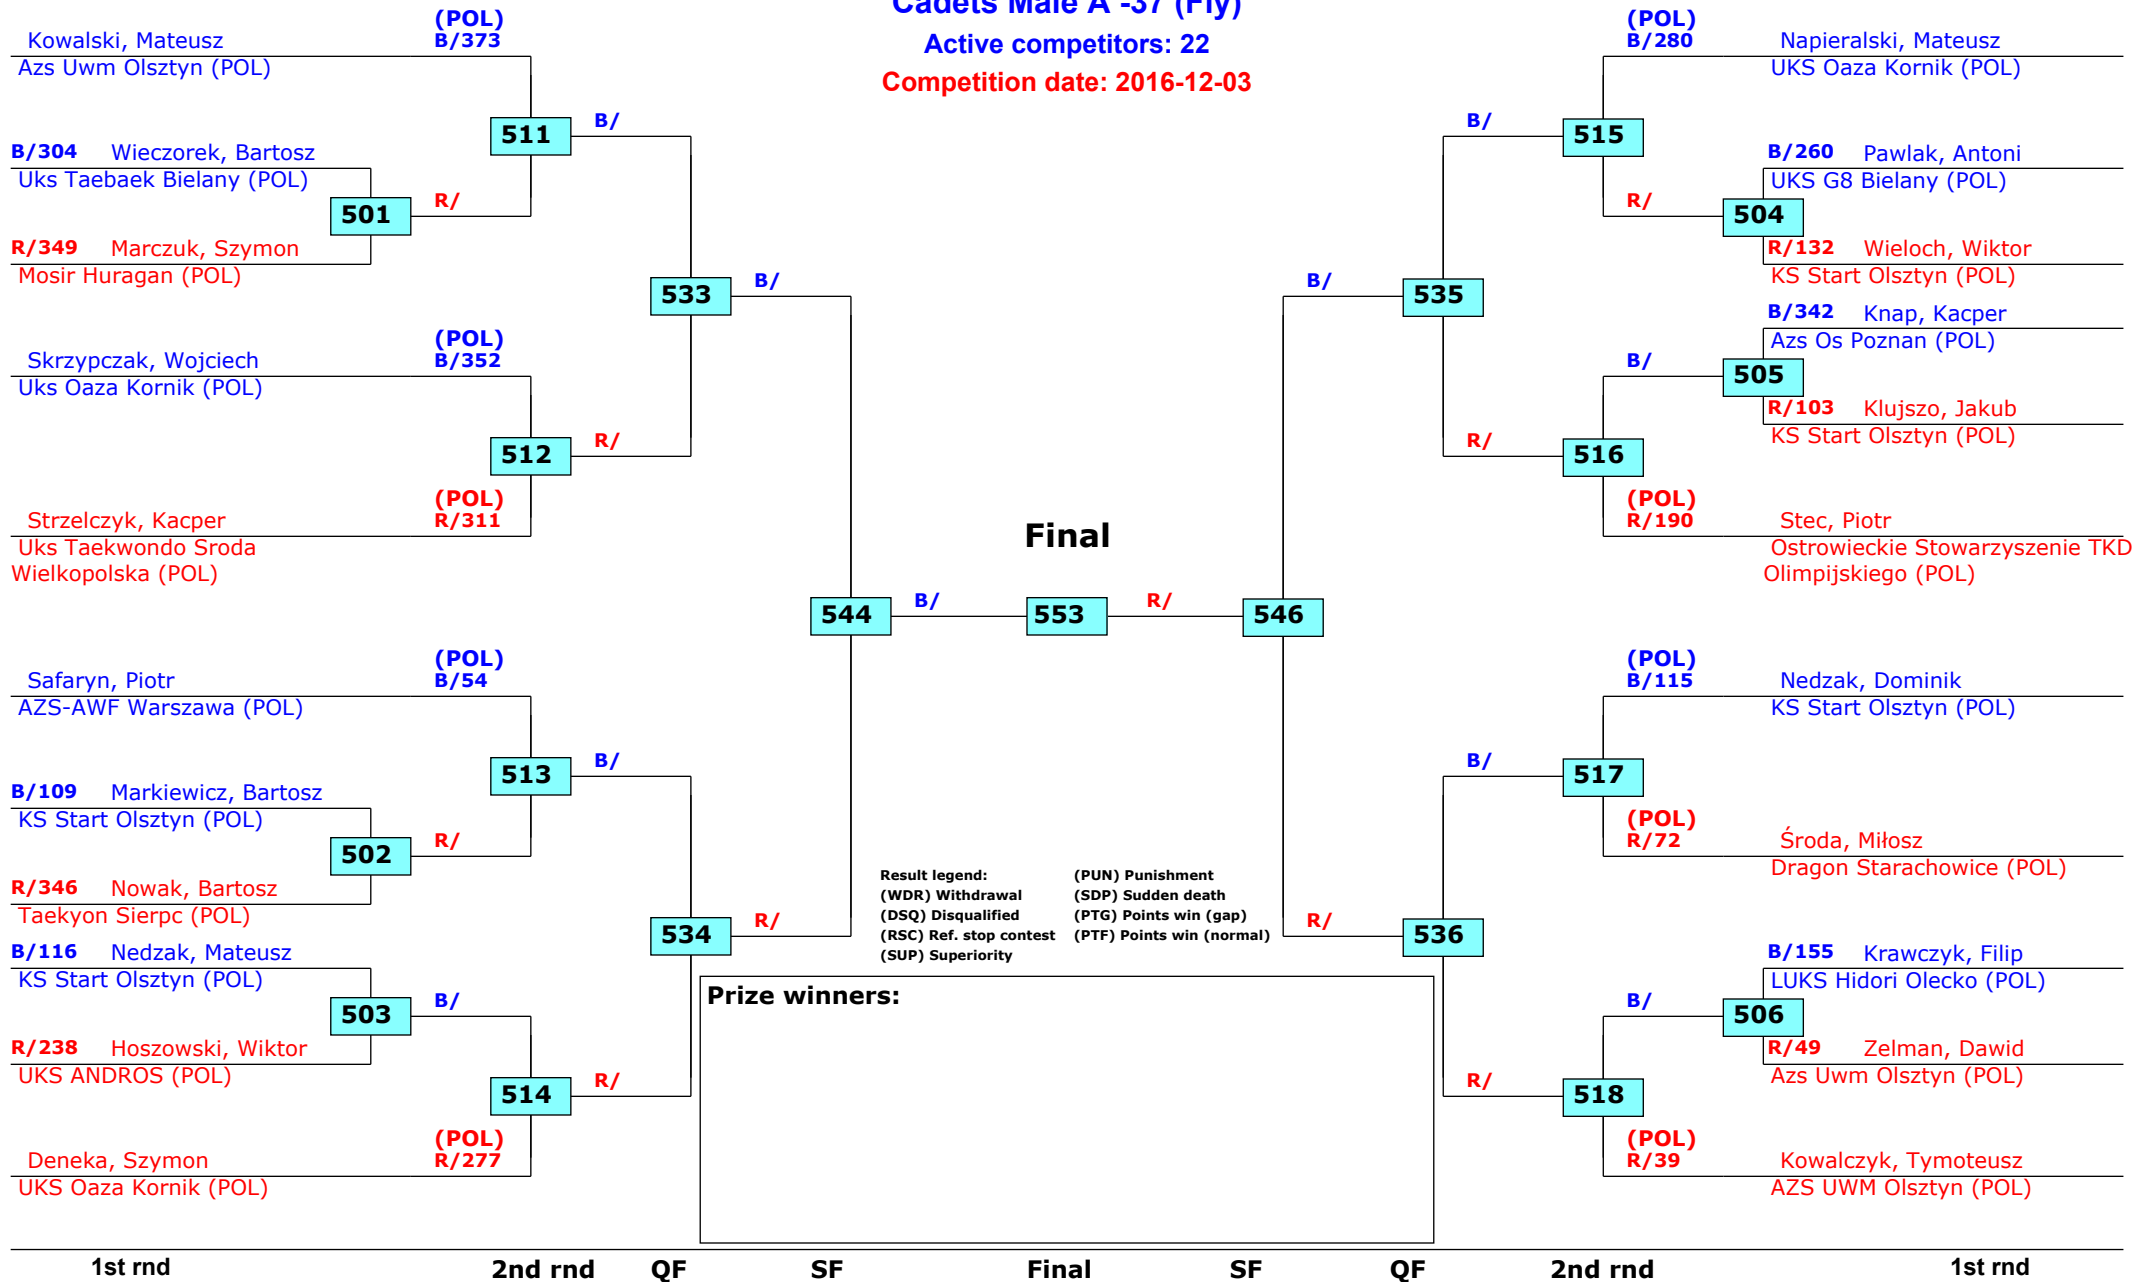 Cadets Male A -37 (Fly)
Active competitors: 22
Competition date: 2016-12-03
(POL)
Kowalski, Mateusz B/373
Azs Uwm Olsztyn (POL)
511 B/
B/304 Wieczorek, Bartosz
Uks Taebaek Bielany (POL)
501 R/
R/349 Marczuk, Szymon
Mosir Huragan (POL)
533 B/
(POL)
Skrzypczak, Wojciech B/352
Uks Oaza Kornik (POL)
512 R/
(POL)
Strzelczyk, Kacper R/311
Uks Taekwondo Sroda
Wielkopolska (POL)
544 B/
(POL)
Safaryn, Piotr B/54
AZS-AWF Warszawa (POL)
513 B/
B/109 Markiewicz, Bartosz
KS Start Olsztyn (POL)
502 R/
R/346 Nowak, Bartosz
Taekyon Sierpc (POL)
534 R/
B/116 Nedzak, Mateusz
KS Start Olsztyn (POL)
503 B/
R/238 Hoszowski, Wiktor
UKS ANDROS (POL)
514 R/
(POL)
Deneka, Szymon R/277
UKS Oaza Kornik (POL)
Final
553
R/ 546
(POL)
B/280 Napieralski, Mateusz
UKS Oaza Kornik (POL)
B/ 515
B/260 Pawlak, Antoni
UKS G8 Bielany (POL)
R/ 504
R/132 Wieloch, Wiktor
KS Start Olsztyn (POL)
B/ 535
B/342 Knap, Kacper
Azs Os Poznan (POL)
B/ 505
R/103 Klujszo, Jakub
KS Start Olsztyn (POL)
R/ 516
(POL)
R/190 Stec, Piotr
Ostrowieckie Stowarzyszenie TKD
Olimpijskiego (POL)
(POL)
B/115 Nedzak, Dominik
KS Start Olsztyn (POL)
B/ 517
(POL)
R/72 Środa, Miłosz
Dragon Starachowice (POL)
R/ 536
B/155 Krawczyk, Filip
LUKS Hidori Olecko (POL)
B/ 506
R/49 Zelman, Dawid
Azs Uwm Olsztyn (POL)
R/ 518
(POL)
R/39 Kowalczyk, Tymoteusz
AZS UWM Olsztyn (POL)
Result legend: (PUN) Punishment
(WDR) Withdrawal (SDP) Sudden death
(DSQ) Disqualified (PTG) Points win (gap)
(RSC) Ref. stop contest (PTF) Points win (normal)
(SUP) Superiority
Prize winners:
1st rnd 2nd rnd QF SF Final SF QF 2nd rnd 1st rnd